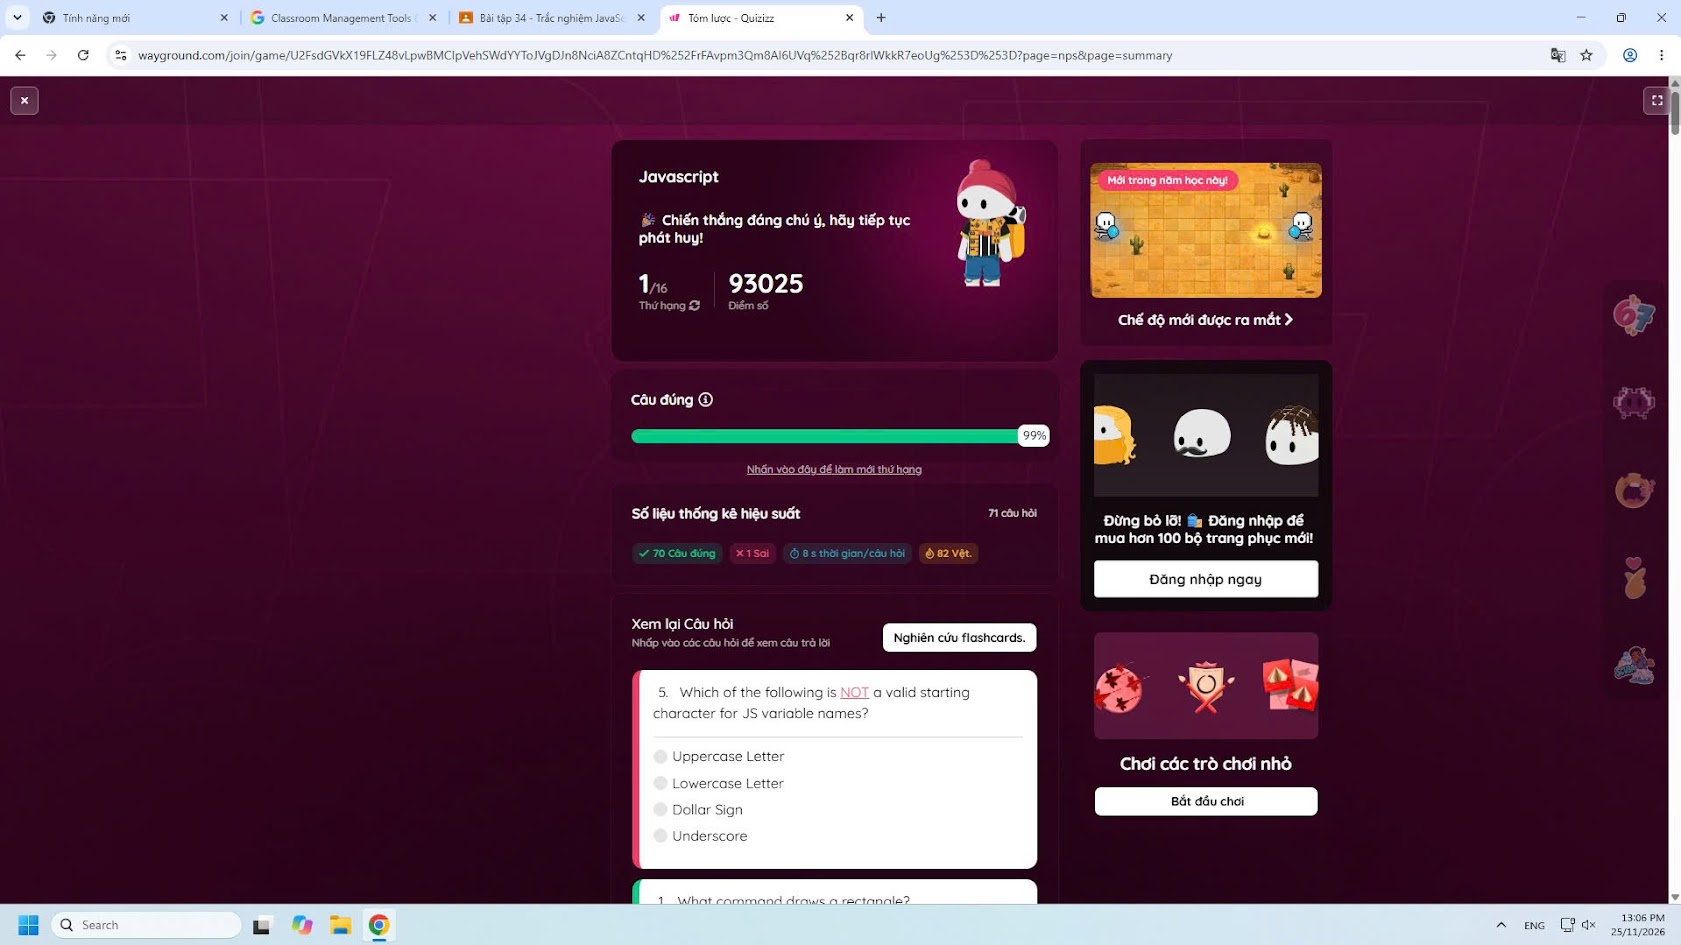 Tính năng mới
Classroom Management Tools
Bài tập 34 - Trắc nghiệm JavaSc
Tóm lược - Quizizz
wayground.com/join/game/U2FsdGVkX19FLZ48vLpwBMClpVehSWdYYToJVgDJn8NciA8ZCntqHD%252FrFAvpm3Qm8Al6UVq%252Bqr8rlWkkR7eoUg%253D%253D?page=nps&page=summary
Javascript
🎉 Chiến thắng đáng chú ý, hãy tiếp tục
phát huy!
1/16
93025
Thứ hạng
Điểm số
Câu đúng
99%
Nhấn vào đây để làm mới thứ hạng
Số liệu thống kê hiệu suất
71 câu hỏi
70 Câu đúng
1 Sai
8 s thời gian/câu hỏi
82 Vệt.
Xem lại Câu hỏi
Nhấp vào các câu hỏi để xem câu trả lời
Nghiên cứu flashcards.
5. Which of the following is NOT a valid starting
character for JS variable names?
Uppercase Letter
Lowercase Letter
Dollar Sign
Underscore
1. What command draws a rectangle?
Mới trong năm học này!
Chế độ mới được ra mắt
Đừng bỏ lỡ! 🛍️ Đăng nhập để
mua hơn 100 bộ trang phục mới!
Đăng nhập ngay
Chơi các trò chơi nhỏ
Bắt đầu chơi
67
Search
ENG
13:06 PM
25/11/2026